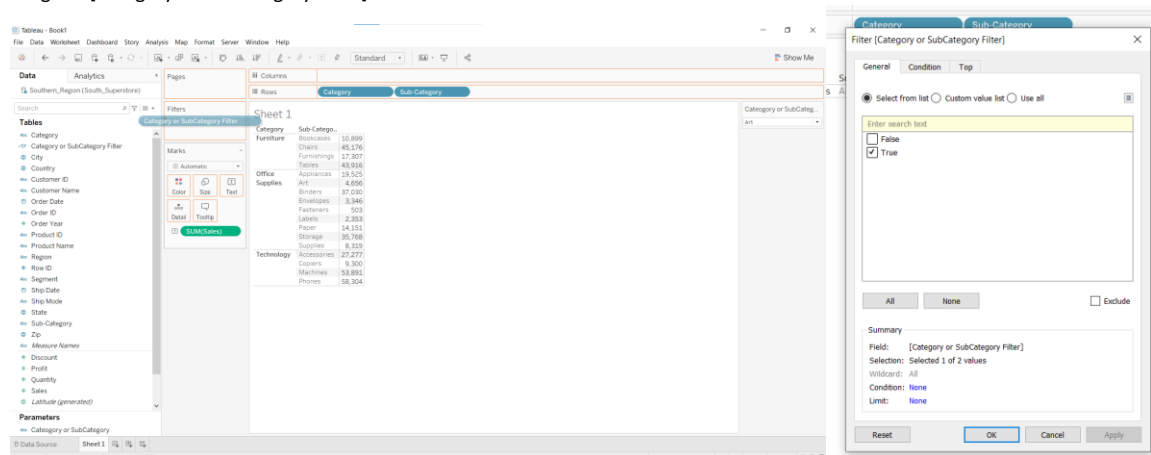 Tableau - Book1
File Data Worksheet Dashboard Story Analysis Map Format Server Window Help
Standard
Show Me
Data Analytics
Southern_Region (South_Superstore)
Search
Tables
Category
Category or SubCategory Filter
City
Country
Customer ID
Customer Name
Order Date
Order ID
Order Year
Product ID
Product Name
Region
Row ID
Segment
Ship Date
Ship Mode
State
Sub-Category
Zip
Measure Names
Discount
Profit
Quantity
Sales
Latitude (generated)
Parameters
Cateogory or SubCategory
Data Source Sheet 1
Pages
Filters
Category or SubCategory Filter
Marks
Automatic
Color Size Text
Detail Tooltip
SUM(Sales)
Columns
Rows Category Sub-Category
Sheet 1
Category Sub-Catego..
Furniture Bookcases 10,899
Chairs 45,176
Furnishings 17,307
Tables 43,916
Office Supplies Appliances 19,525
Art 4,656
Binders 37,030
Envelopes 3,346
Fasteners 503
Labels 2,353
Paper 14,151
Storage 35,768
Supplies 8,319
Technology Accessories 27,277
Copiers 9,300
Machines 53,891
Phones 58,304
Cateogory or SubCateg...
Art
Category Sub-Category
Filter [Category or SubCategory Filter]
General Condition Top
Select from list Custom value list Use all
Enter search text
False
True
All None Exclude
Summary
Field: [Category or SubCategory Filter]
Selection: Selected 1 of 2 values
Wildcard: All
Condition: None
Limit: None
Reset OK Cancel Apply